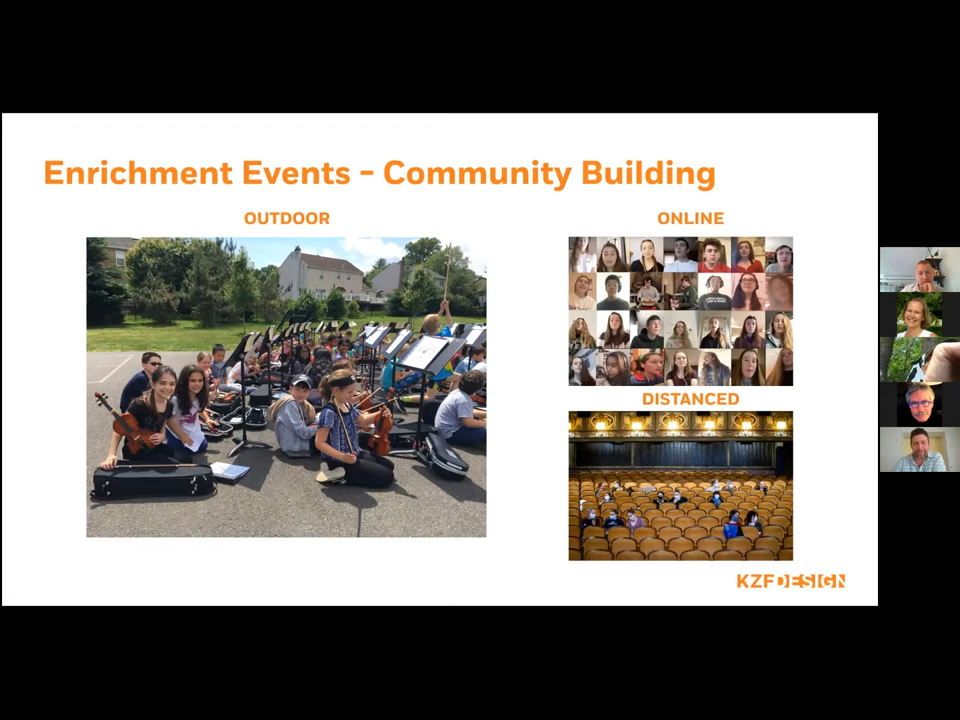 Enrichment Events - Community Building
OUTDOOR
ONLINE
DISTANCED
KZFDESIGN